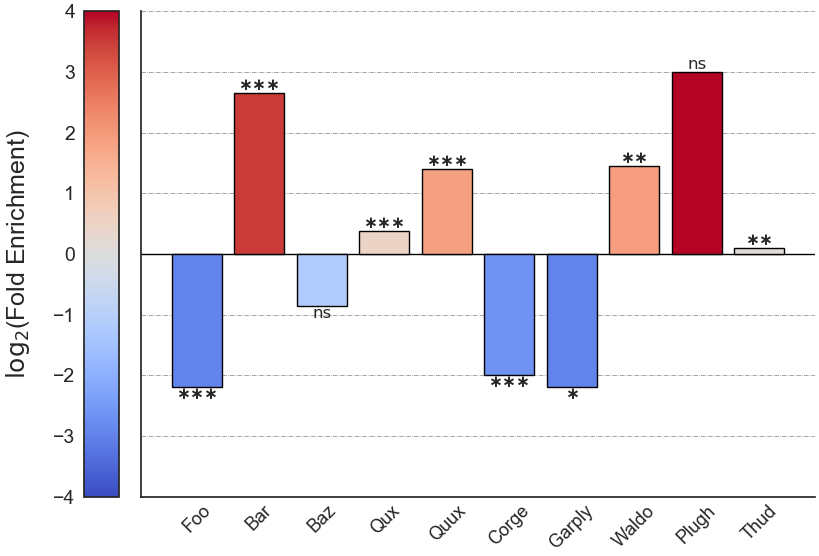 log₂(Fold Enrichment)
4
3
2
1
0
−1
−2
−3
−4
***
***
ns
***
***
***
*
**
ns
**
Foo
Bar
Baz
Qux
Quux
Corge
Garply
Waldo
Plugh
Thud